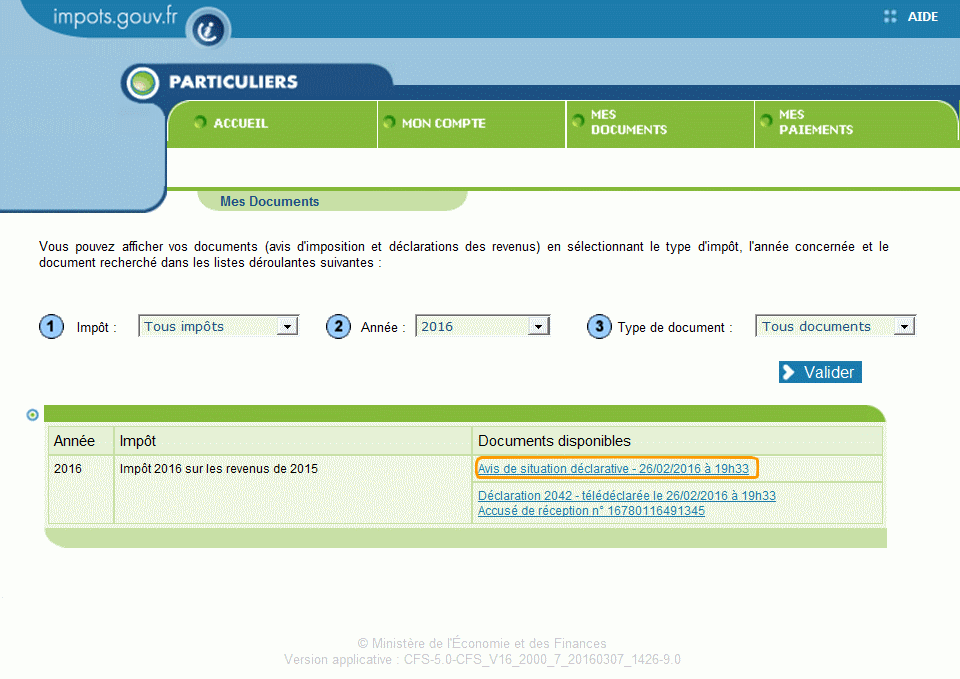 impots.gouv.fr
AIDE
PARTICULIERS
ACCUEIL
MON COMPTE
MES
DOCUMENTS
MES
PAIEMENTS
Mes Documents
Vous pouvez afficher vos documents (avis d'imposition et déclarations des revenus) en sélectionnant le type d'impôt, l'année concernée et le
document recherché dans les listes déroulantes suivantes :
1 Impôt : Tous impôts 2 Année : 2016 3 Type de document : Tous documents
Valider
Année Impôt Documents disponibles
2016 Impôt 2016 sur les revenus de 2015 Avis de situation déclarative - 26/02/2016 à 19h33
Déclaration 2042 - télédéclarée le 26/02/2016 à 19h33
Accusé de réception n° 16780116491345
© Ministère de l'Économie et des Finances
Version applicative : CFS-5.0-CFS_V16_2000_7_20160307_1426-9.0